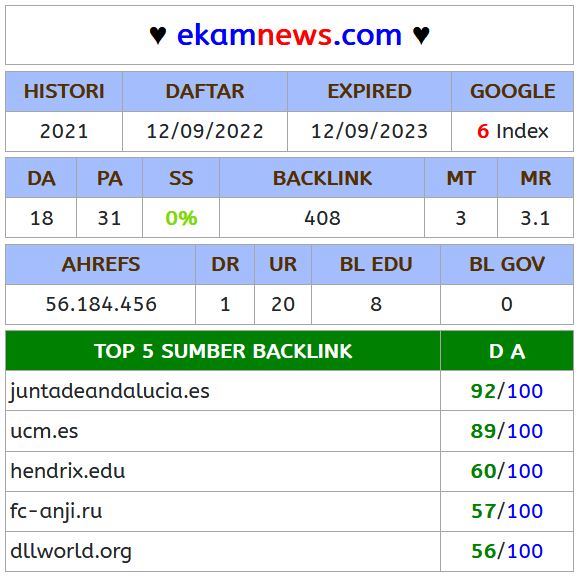 ♥ ekamnews.com ♥
HISTORI DAFTAR EXPIRED GOOGLE
2021 12/09/2022 12/09/2023 6 Index
DA PA SS BACKLINK MT MR
18 31 0% 408 3 3.1
AHREFS DR UR BL EDU BL GOV
56.184.456 1 20 8 0
TOP 5 SUMBER BACKLINK D A
juntadeandalucia.es 92/100
ucm.es 89/100
hendrix.edu 60/100
fc-anji.ru 57/100
dllworld.org 56/100